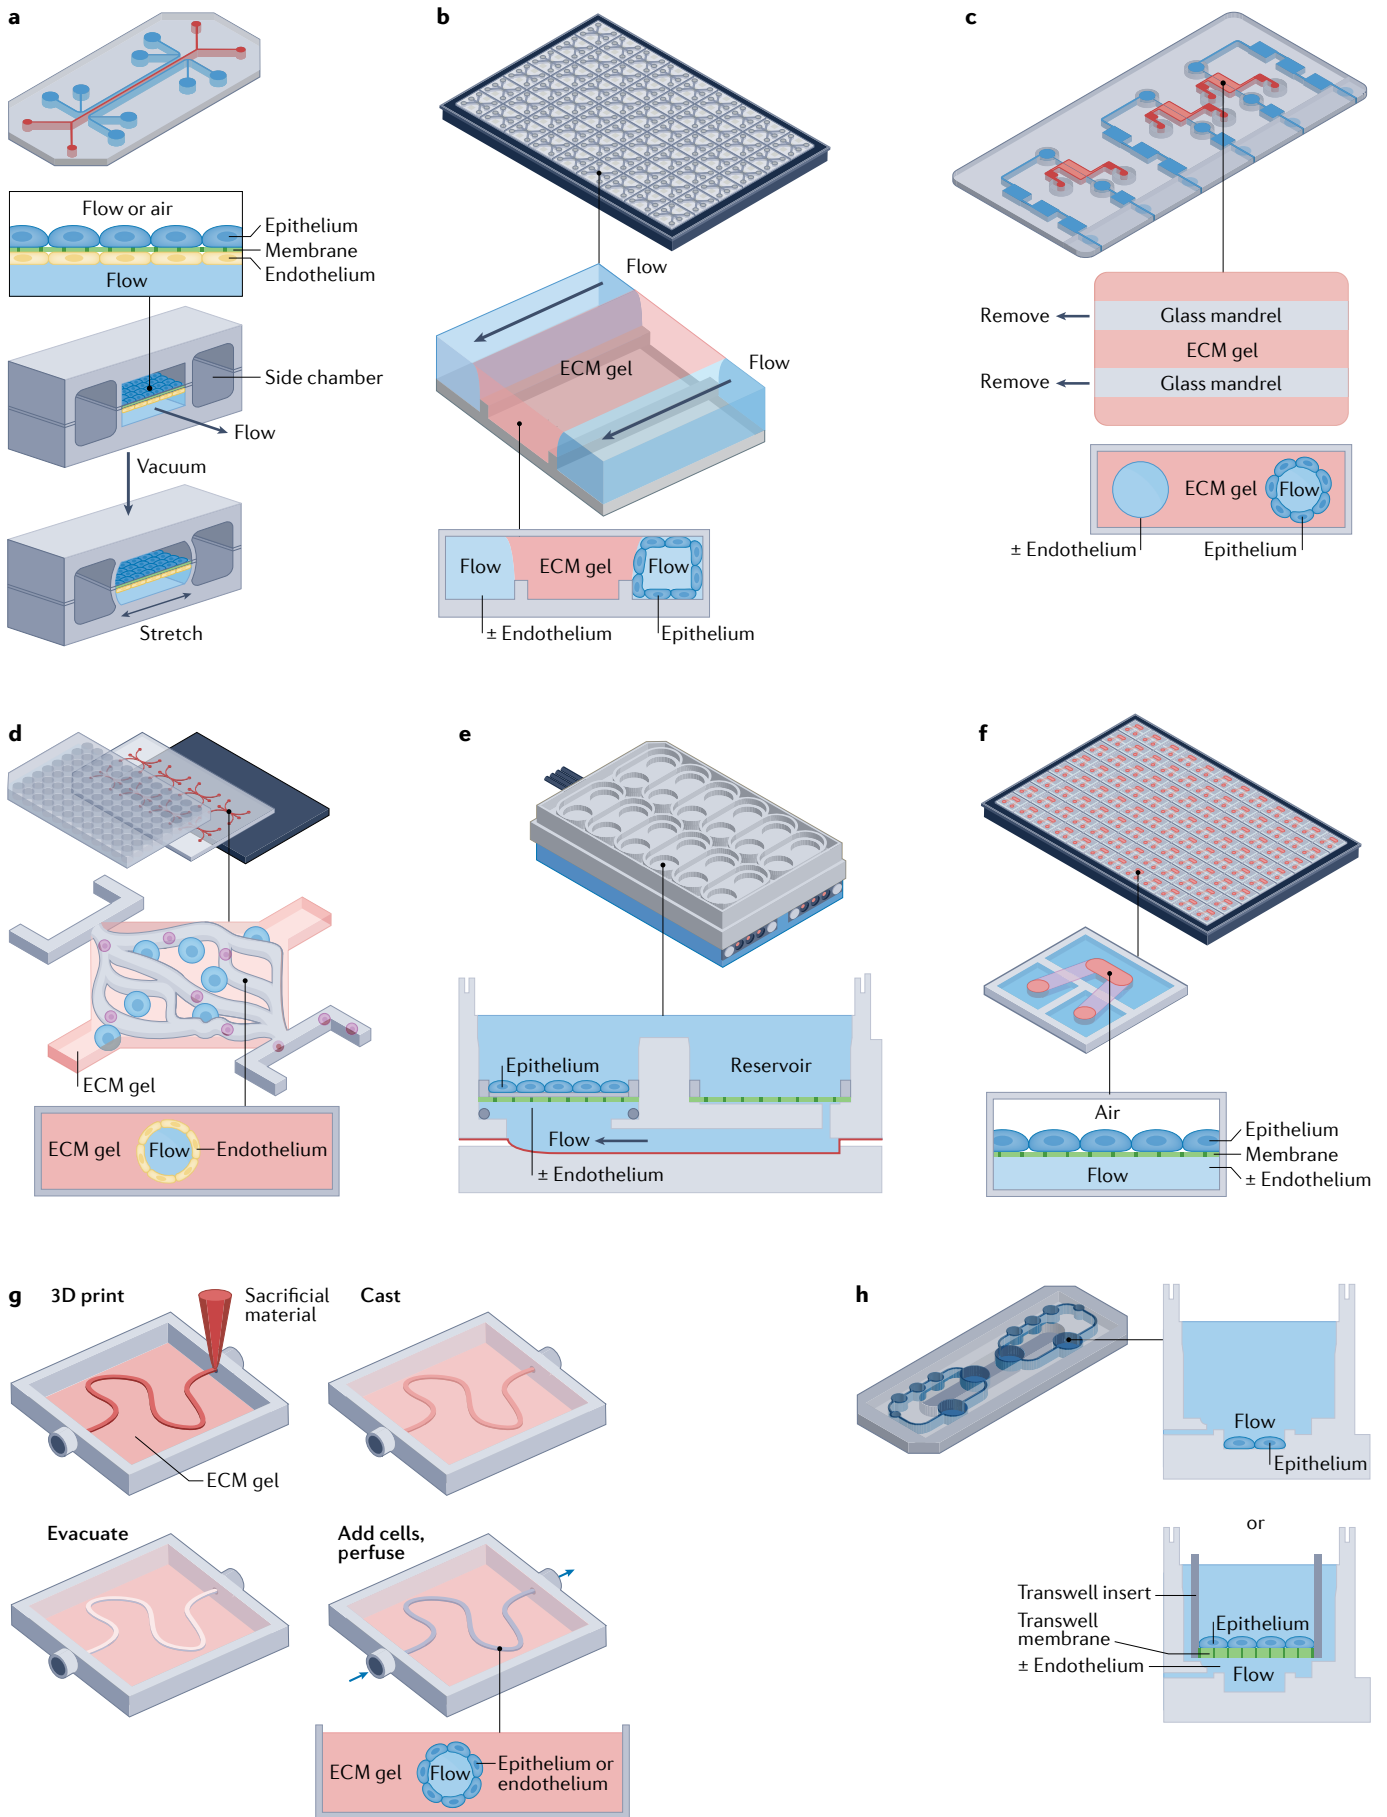 a
Flow or air
Epithelium
Membrane
Endothelium
Flow
Side chamber
Flow
Vacuum
Stretch
b
Flow
ECM gel
Flow
Flow
ECM gel
Flow
± Endothelium
Epithelium
c
Remove
Glass mandrel
ECM gel
Remove
Glass mandrel
ECM gel
Flow
± Endothelium
Epithelium
d
ECM gel
ECM gel
Flow
Endothelium
e
Epithelium
Reservoir
Flow
± Endothelium
f
Air
Epithelium
Membrane
Flow
± Endothelium
g
3D print
Sacrificial
material
ECM gel
Cast
Evacuate
Add cells,
perfuse
ECM gel
Flow
Epithelium or
endothelium
h
Flow
Epithelium
or
Transwell insert
Transwell
membrane
Epithelium
± Endothelium
Flow